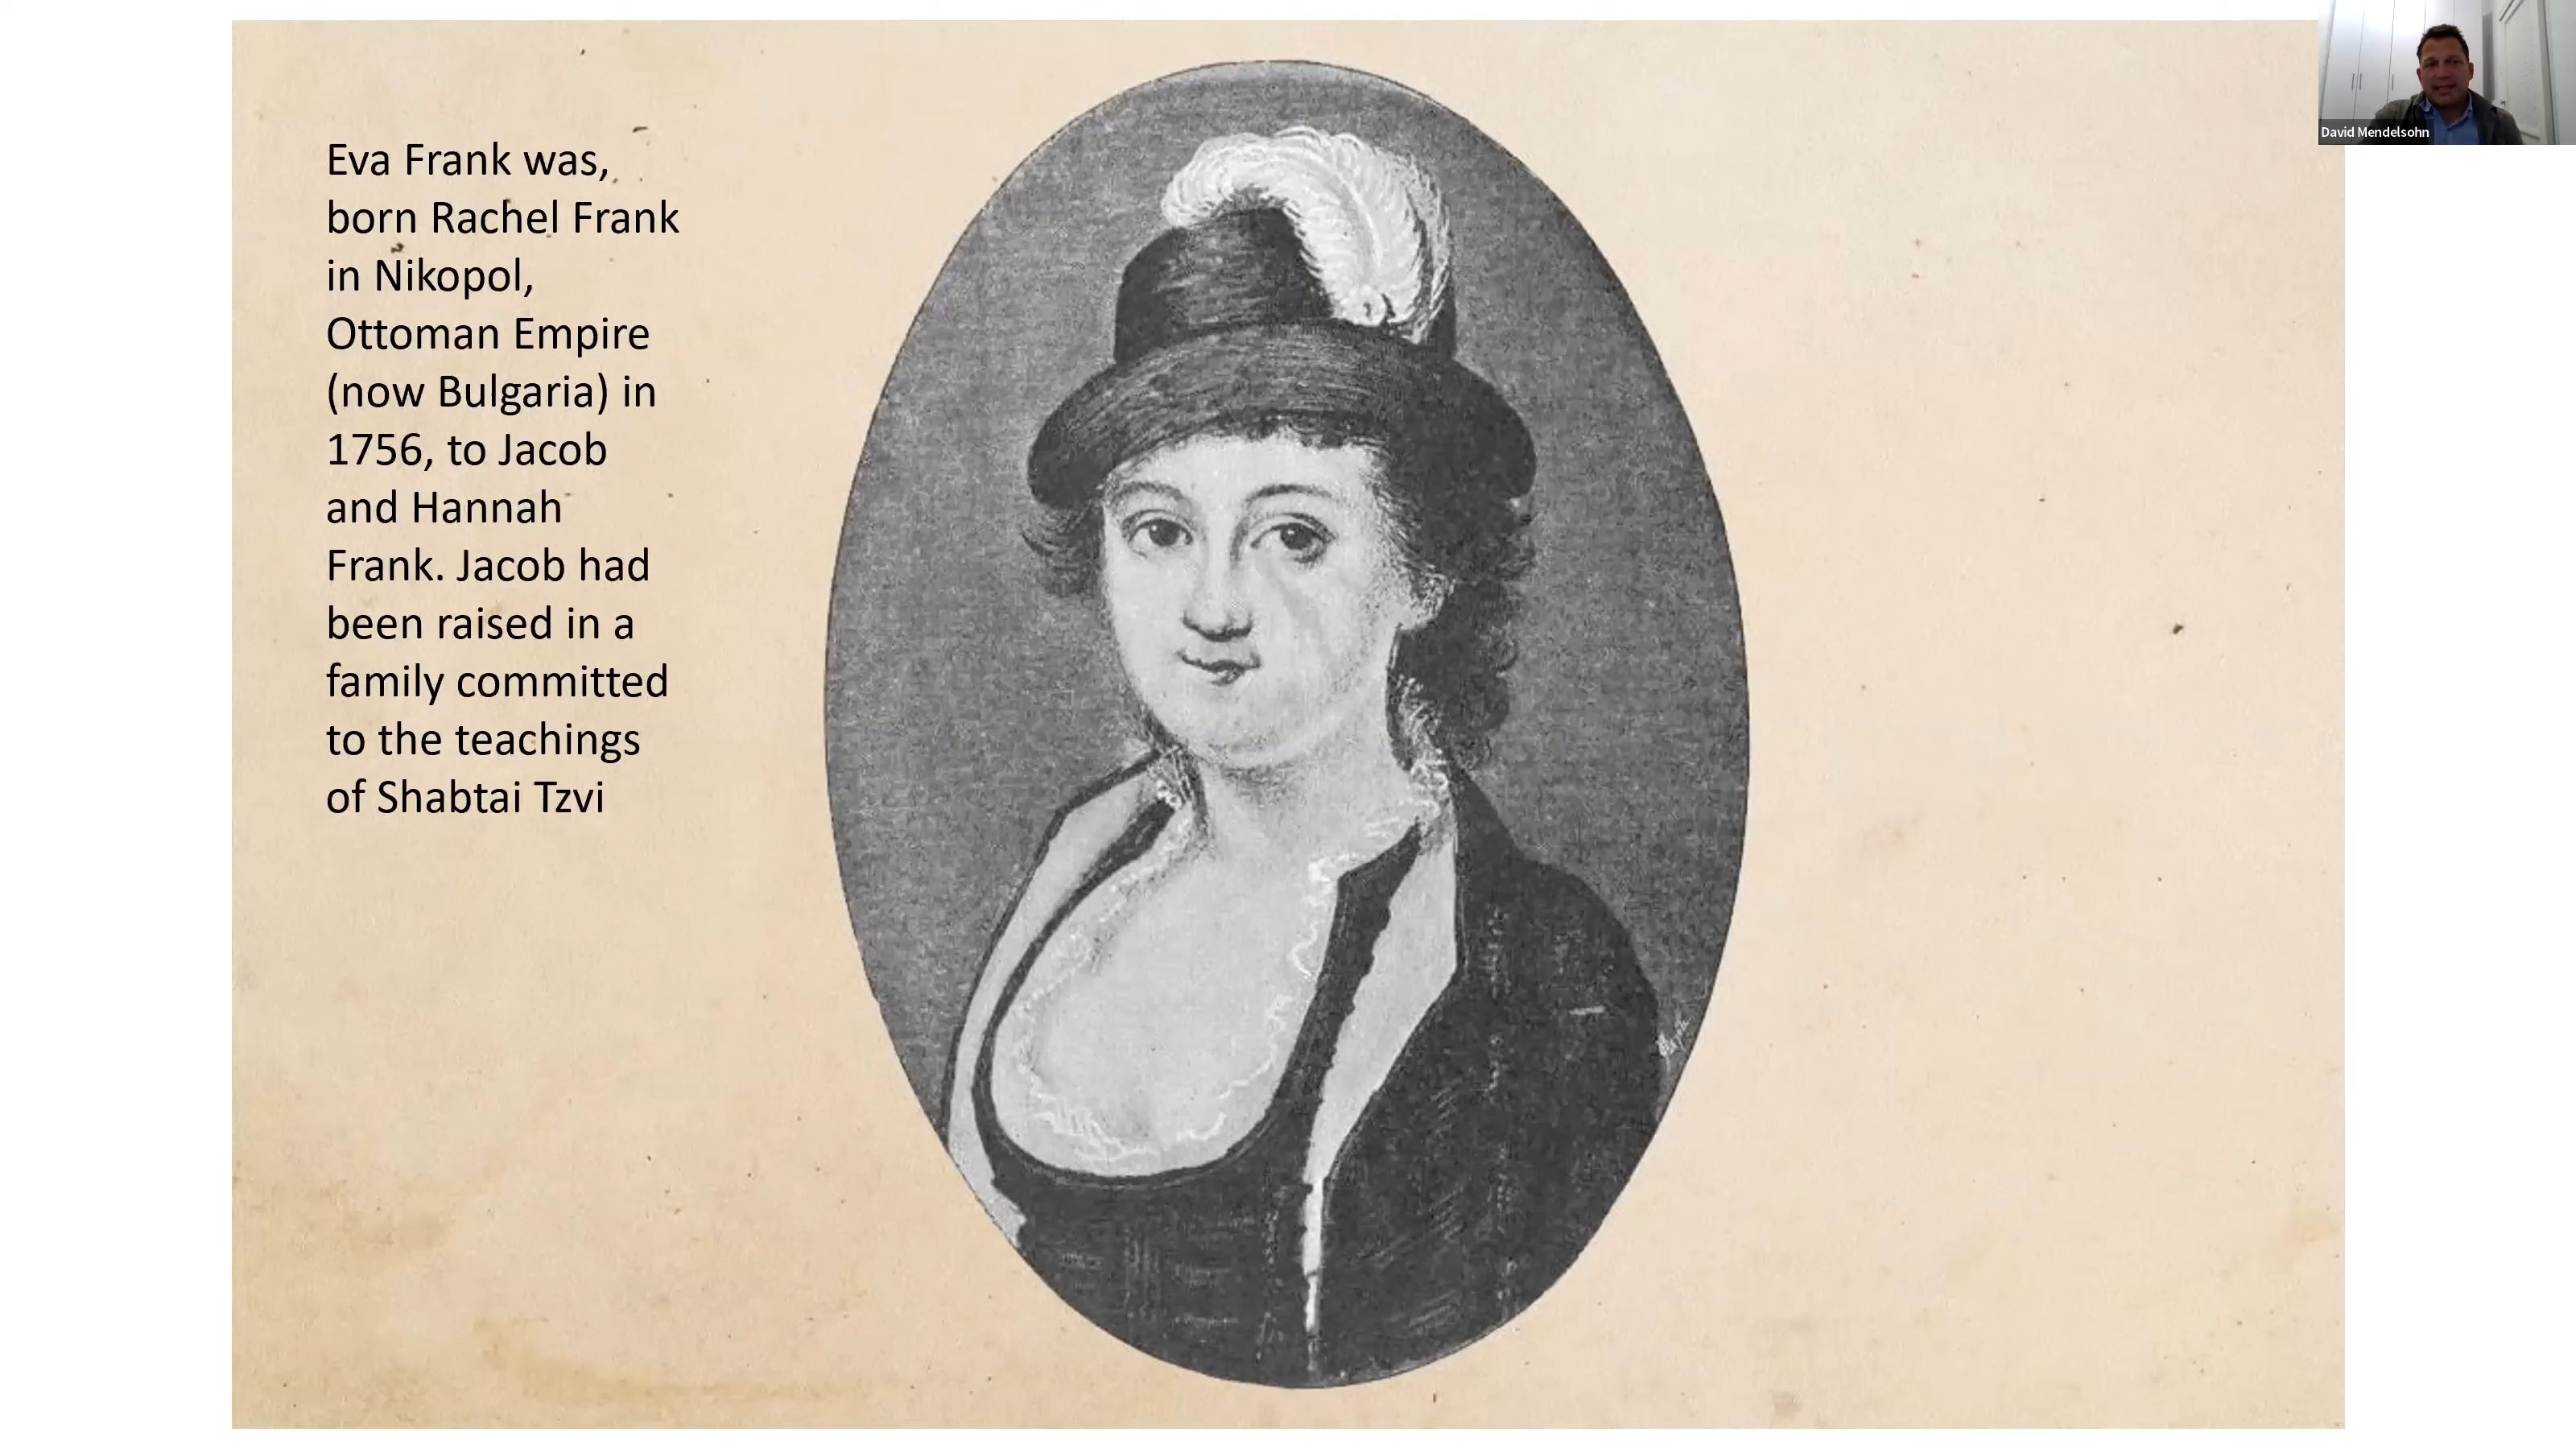 Eva Frank was,
born Rachel Frank
in Nikopol,
Ottoman Empire
(now Bulgaria) in
1756, to Jacob
and Hannah
Frank. Jacob had
been raised in a
family committed
to the teachings
of Shabtai Tzvi
David Mendelsohn